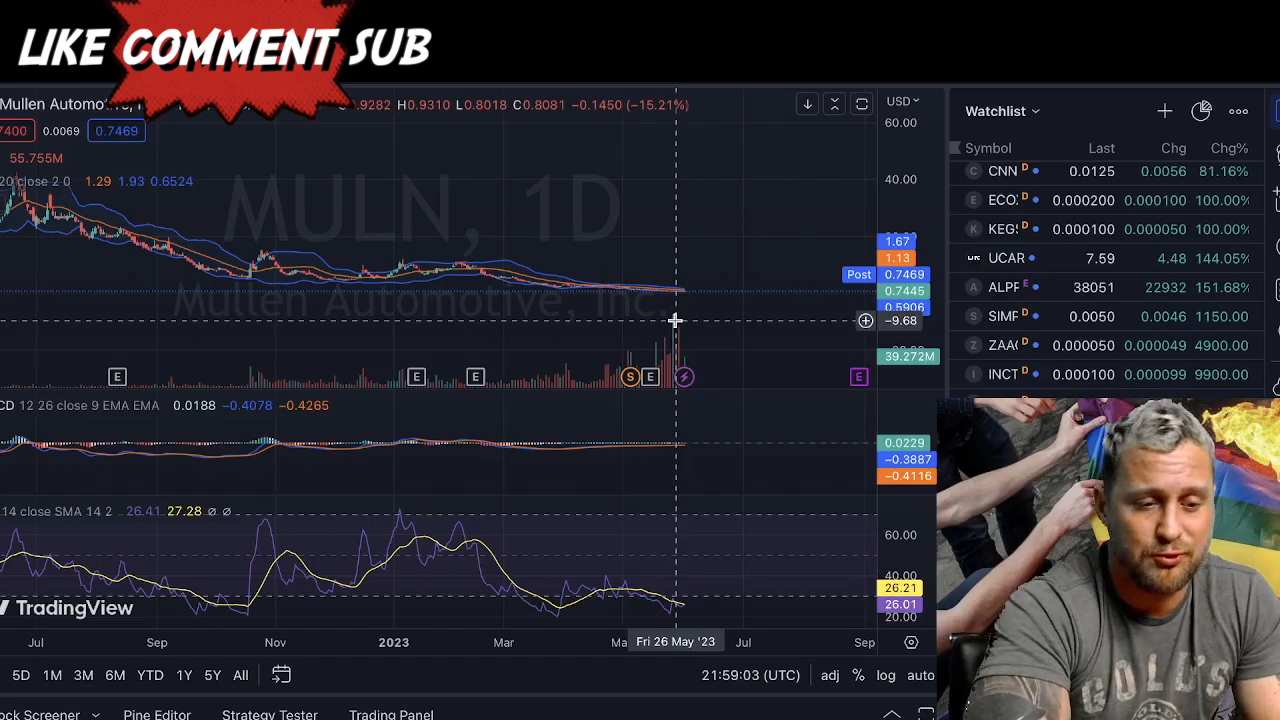 LIKE COMMENT SUB
Mullen Automotive, I
.9282 H0.9310 L0.8018 C0.8081 −0.1450 (−15.21%)
USD
Watchlist
7400 0.0069 0.7469
60.00
55.755M
Symbol Last Chg Chg%
20 close 2 0 1.29 1.93 0.6524
40.00
CNN D 0.0125 0.0056 81.16%
ECO D 0.000200 0.000100 100.00%
KEGS D 0.000100 0.000050 100.00%
UCAR 7.59 4.48 144.05%
ALPP E 38051 22932 151.68%
SIMP D 0.0050 0.0046 1150.00
ZAAG D 0.000050 0.000049 4900.00
INCT D 0.000100 0.000099 9900.00
MULN, 1D
Mullen Automotive, Inc.
1.67
1.13
Post 0.7469
0.7445
0.5906
−9.68
39.272M
E E E S E E
CD 12 26 close 9 EMA EMA 0.0188 −0.4078 −0.4265
0.0229
−0.3887
−0.4116
14 close SMA 14 2 26.41 27.28 ∅ ∅
60.00
40.00
26.21
26.01
20.00
TradingView
Jul Sep Nov 2023 Mar Ma Fri 26 May '23 Jul Sep
5D 1M 3M 6M YTD 1Y 5Y All
21:59:03 (UTC) adj % log auto
ock Screener Pine Editor Strategy Tester Trading Panel
GOLD'S